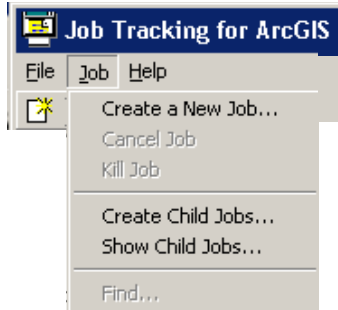 Job Tracking for ArcGIS
File Job Help
Create a New Job...
Cancel Job
Kill Job
Create Child Jobs...
Show Child Jobs...
Find...